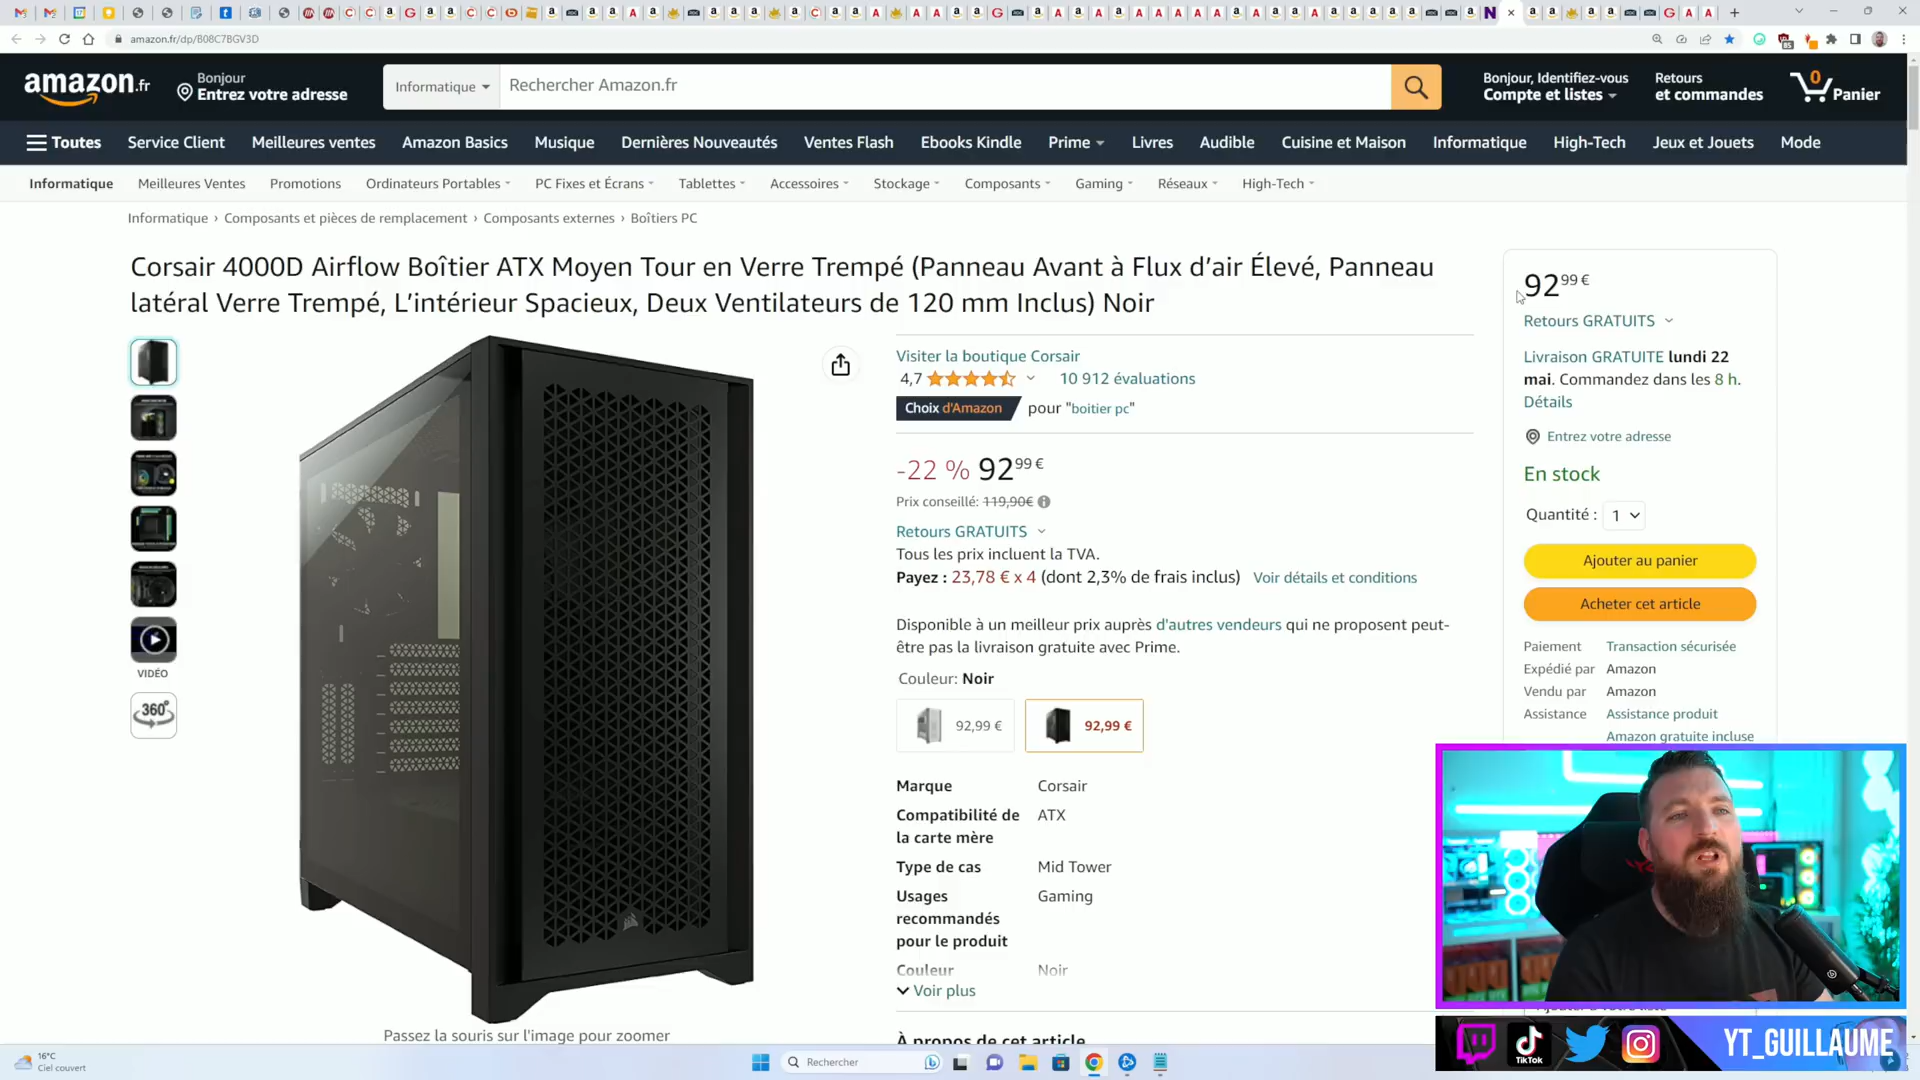 amazon.fr/dp/B08C7BGV3D
amazon.fr
Bonjour
Entrez votre adresse
Informatique
Rechercher Amazon.fr
Bonjour, Identifiez-vous
Compte et listes
Retours
et commandes
0
Panier
Toutes
Service Client
Meilleures ventes
Amazon Basics
Musique
Dernières Nouveautés
Ventes Flash
Ebooks Kindle
Prime
Livres
Audible
Cuisine et Maison
Informatique
High-Tech
Jeux et Jouets
Mode
Informatique
Meilleures Ventes
Promotions
Ordinateurs Portables
PC Fixes et Écrans
Tablettes
Accessoires
Stockage
Composants
Gaming
Réseaux
High-Tech
Informatique › Composants et pièces de remplacement › Composants externes › Boîtiers PC
Corsair 4000D Airflow Boîtier ATX Moyen Tour en Verre Trempé (Panneau Avant à Flux d’air Élevé, Panneau
latéral Verre Trempé, L’intérieur Spacieux, Deux Ventilateurs de 120 mm Inclus) Noir
VIDÉO
360°
Passez la souris sur l'image pour zoomer
Visiter la boutique Corsair
4,7
10 912 évaluations
Choix d'Amazon
pour "boitier pc"
-22 % 92,99 €
Prix conseillé: 119,90€
Retours GRATUITS
Tous les prix incluent la TVA.
Payez : 23,78 € x 4 (dont 2,3% de frais inclus) Voir détails et conditions
Disponible à un meilleur prix auprès d'autres vendeurs qui ne proposent peut-
être pas la livraison gratuite avec Prime.
Couleur: Noir
92,99 €
92,99 €
Marque Corsair
Compatibilité de ATX
la carte mère
Type de cas Mid Tower
Usages Gaming
recommandés
pour le produit
Couleur Noir
Voir plus
À propos de cet article
92 99 €
Retours GRATUITS
Livraison GRATUITE lundi 22
mai. Commandez dans les 8 h.
Détails
Entrez votre adresse
En stock
Quantité : 1
Ajouter au panier
Acheter cet article
Paiement Transaction sécurisée
Expédié par Amazon
Vendu par Amazon
Assistance Assistance produit
Amazon gratuite incluse
TikTok
YT_GUILLAUME
16°C
Ciel couvert
Rechercher